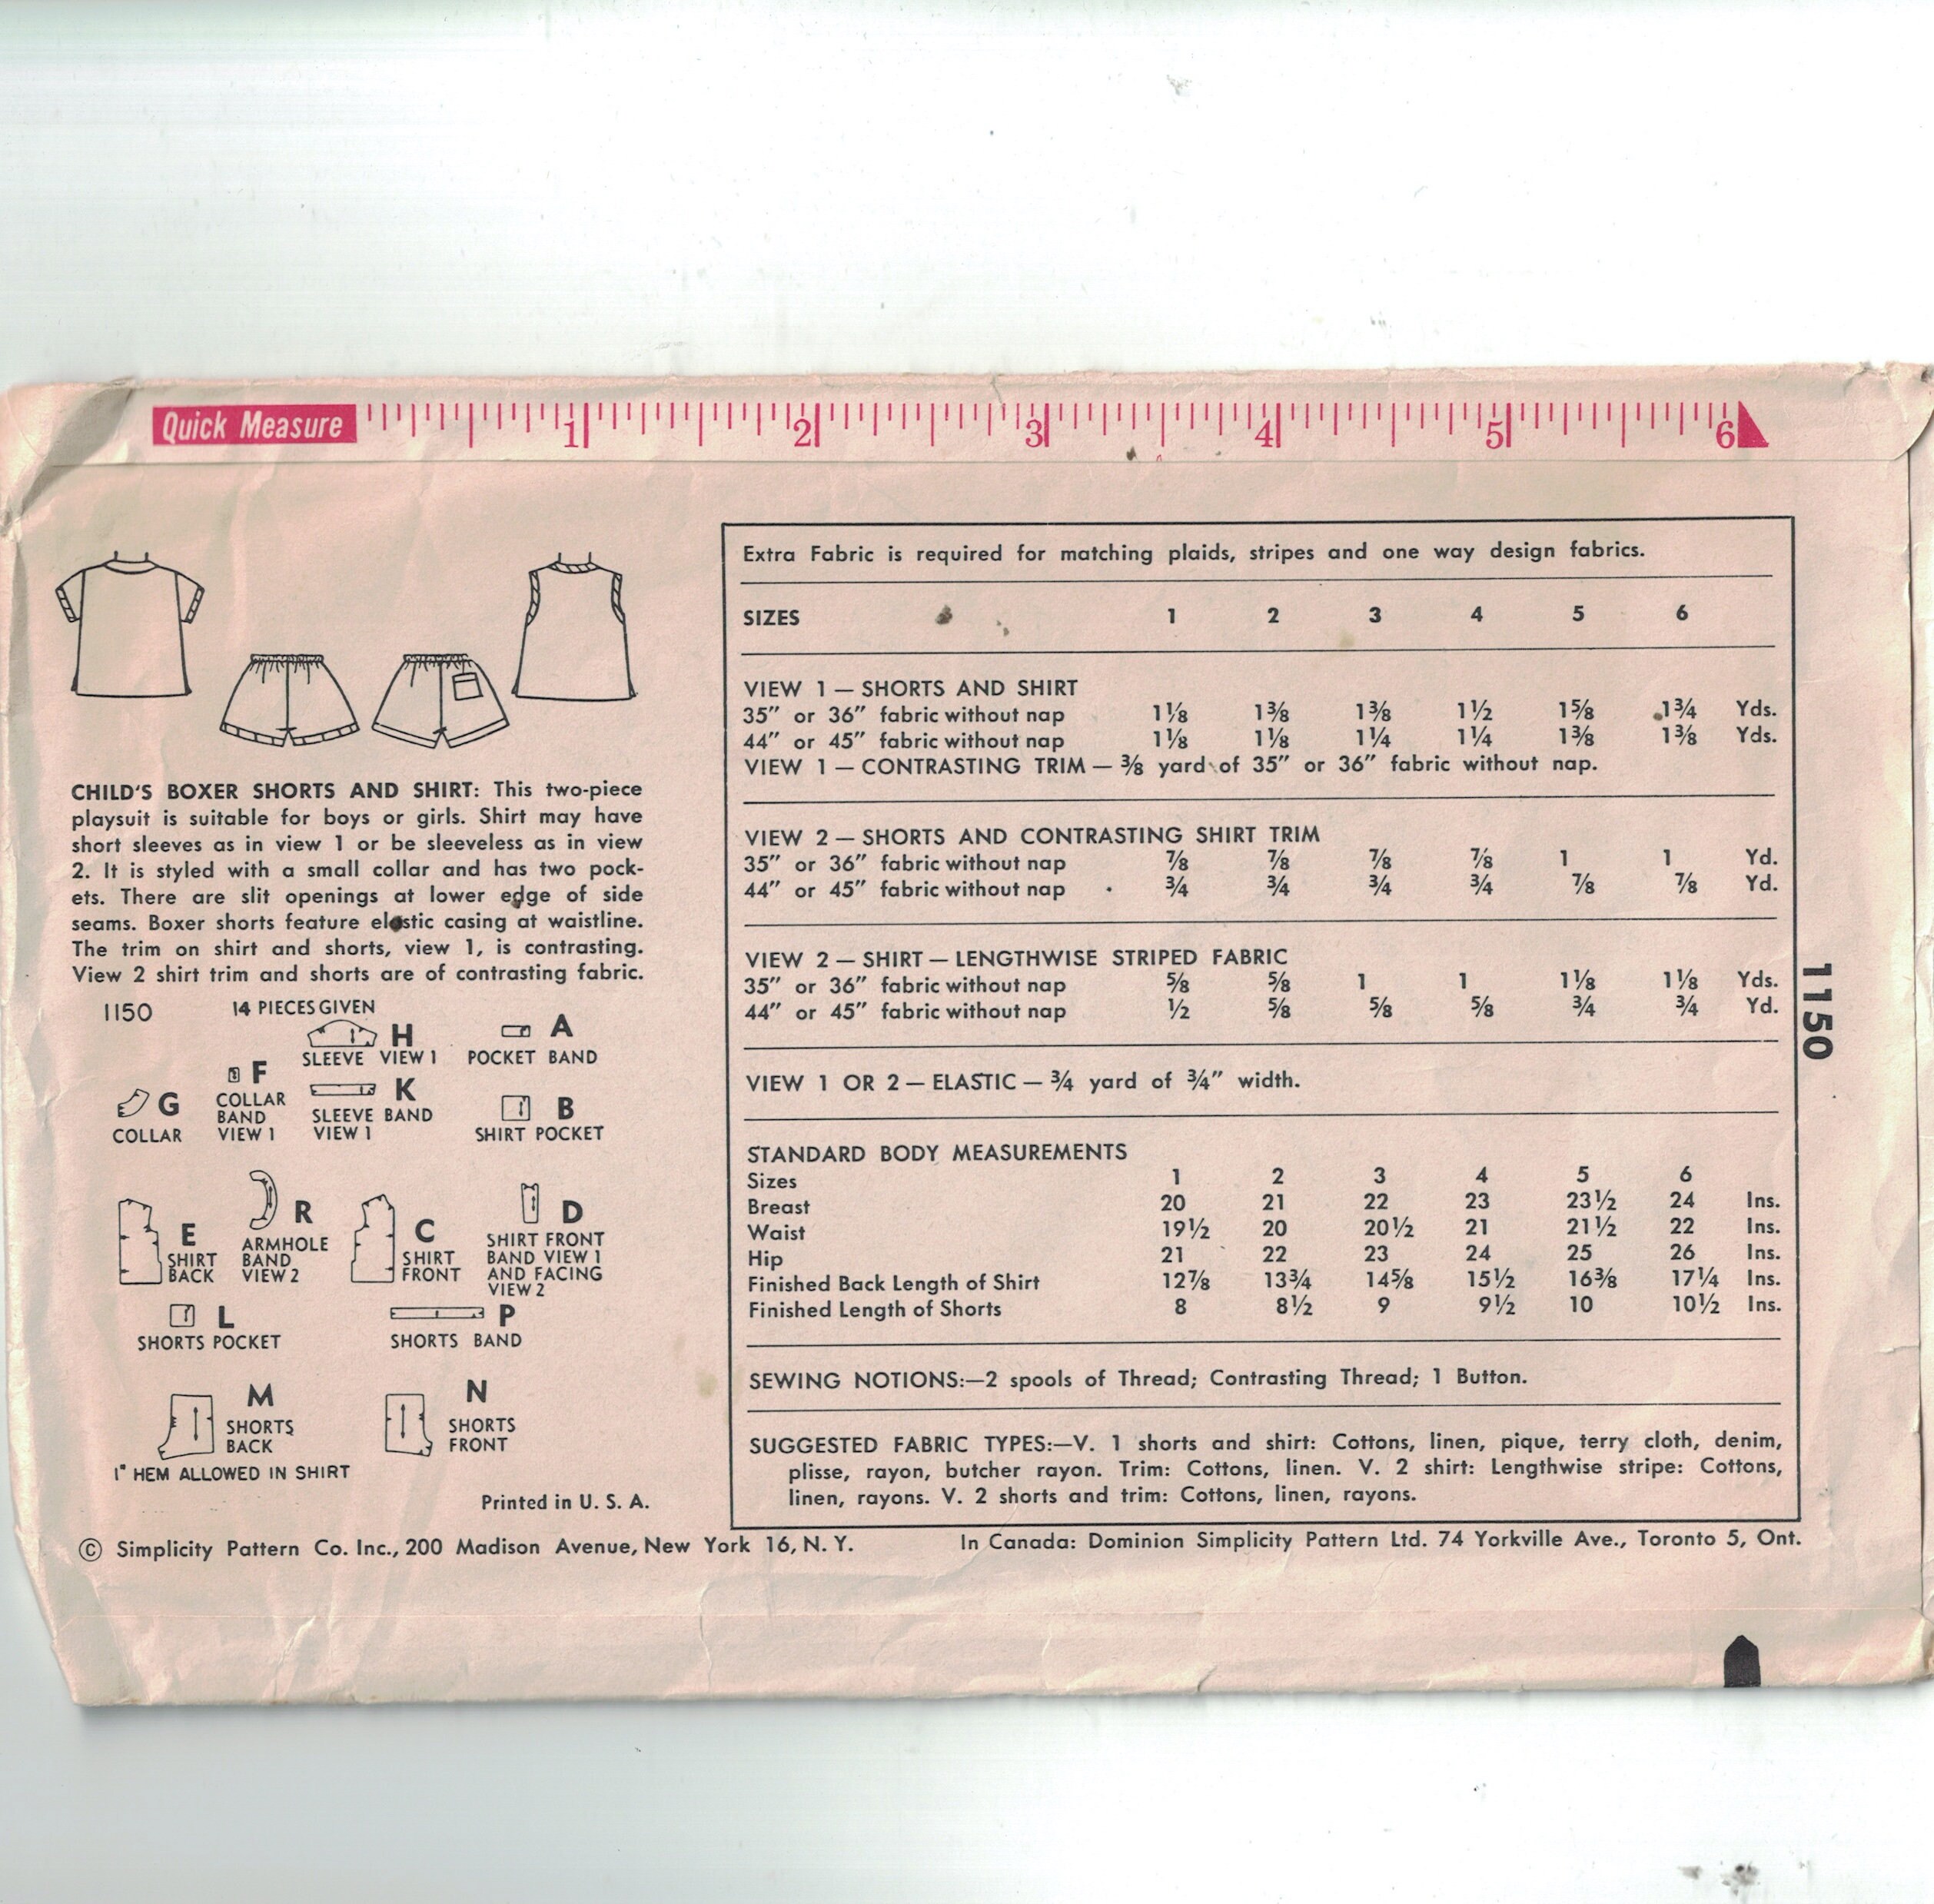 Quick Measure 1 2 3 4 5 6
CHILD'S BOXER SHORTS AND SHIRT: This two-piece
playsuit is suitable for boys or girls. Shirt may have
short sleeves as in view 1 or be sleeveless as in view
2. It is styled with a small collar and has two pock-
ets. There are slit openings at lower edge of side
seams. Boxer shorts feature elastic casing at waistline.
The trim on shirt and shorts, view 1, is contrasting.
View 2 shirt trim and shorts are of contrasting fabric.
1150 14 PIECES GIVEN
H
SLEEVE VIEW 1
A
POCKET BAND
G
COLLAR
F
COLLAR
BAND
VIEW 1
K
SLEEVE BAND
VIEW 1
B
SHIRT POCKET
E
SHIRT
BACK
R
ARMHOLE
BAND
VIEW 2
C
SHIRT
FRONT
D
SHIRT FRONT
BAND VIEW 1
AND FACING
VIEW 2
L
SHORTS POCKET
P
SHORTS BAND
M
SHORTS
BACK
N
SHORTS
FRONT
1" HEM ALLOWED IN SHIRT
Printed in U. S. A.
Extra Fabric is required for matching plaids, stripes and one way design fabrics.
SIZES 1 2 3 4 5 6
VIEW 1 — SHORTS AND SHIRT
35" or 36" fabric without nap 1⅛ 1⅜ 1⅜ 1½ 1⅝ 1¾ Yds.
44" or 45" fabric without nap 1⅛ 1⅛ 1¼ 1¼ 1⅜ 1⅜ Yds.
VIEW 1 — CONTRASTING TRIM — ⅜ yard of 35" or 36" fabric without nap.
VIEW 2 — SHORTS AND CONTRASTING SHIRT TRIM
35" or 36" fabric without nap ⅞ ⅞ ⅞ ⅞ 1 1 Yd.
44" or 45" fabric without nap ¾ ¾ ¾ ¾ ⅞ ⅞ Yd.
VIEW 2 — SHIRT — LENGTHWISE STRIPED FABRIC
35" or 36" fabric without nap ⅝ ⅝ 1 1 1⅛ 1⅛ Yds.
44" or 45" fabric without nap ½ ⅝ ⅝ ⅝ ¾ ¾ Yd.
VIEW 1 OR 2 — ELASTIC — ¾ yard of ¾" width.
STANDARD BODY MEASUREMENTS
Sizes 1 2 3 4 5 6
Breast 20 21 22 23 23½ 24 Ins.
Waist 19½ 20 20½ 21 21½ 22 Ins.
Hip 21 22 23 24 25 26 Ins.
Finished Back Length of Shirt 12⅞ 13¾ 14⅝ 15½ 16⅜ 17¼ Ins.
Finished Length of Shorts 8 8½ 9 9½ 10 10½ Ins.
SEWING NOTIONS:—2 spools of Thread; Contrasting Thread; 1 Button.
SUGGESTED FABRIC TYPES:—V. 1 shorts and shirt: Cottons, linen, pique, terry cloth, denim,
plisse, rayon, butcher rayon. Trim: Cottons, linen. V. 2 shirt: Lengthwise stripe: Cottons,
linen, rayons. V. 2 shorts and trim: Cottons, linen, rayons.
1150
© Simplicity Pattern Co. Inc., 200 Madison Avenue, New York 16, N. Y. In Canada: Dominion Simplicity Pattern Ltd. 74 Yorkville Ave., Toronto 5, Ont.